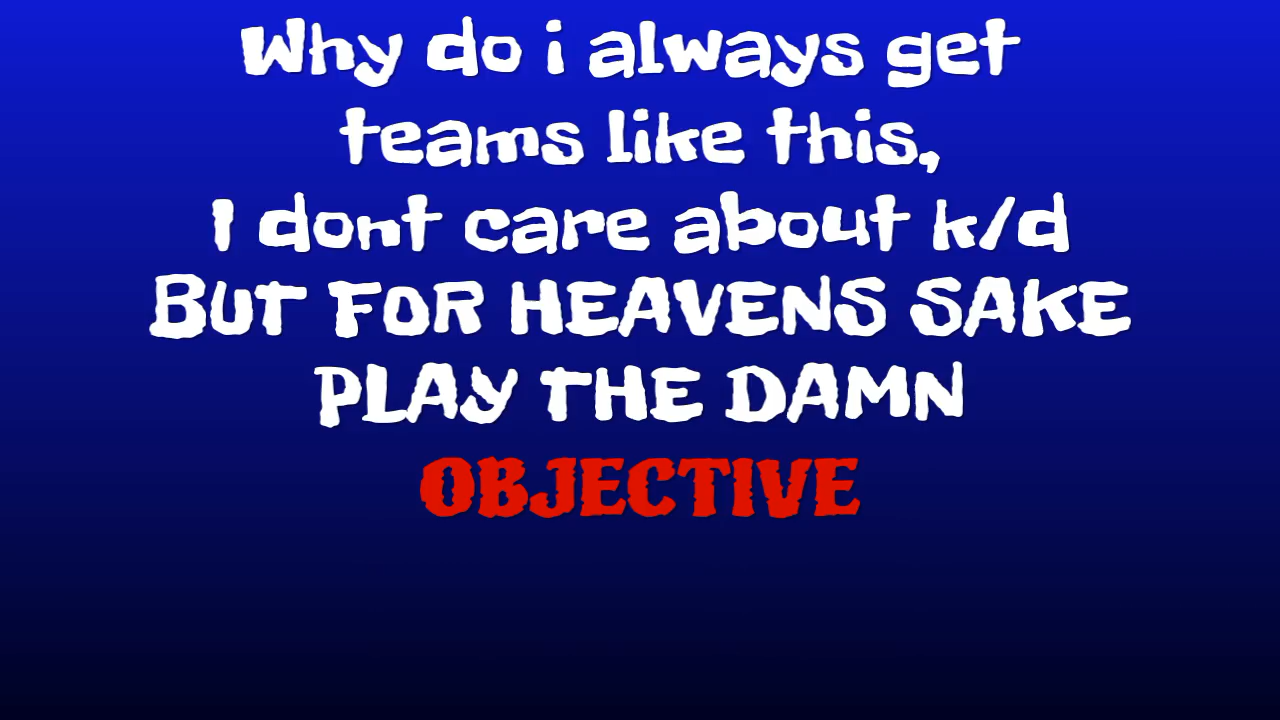 Why do i always get
teams like this,
I dont care about k/d
BUT FOR HEAVENS SAKE
PLAY THE DAMN
OBJECTIVE